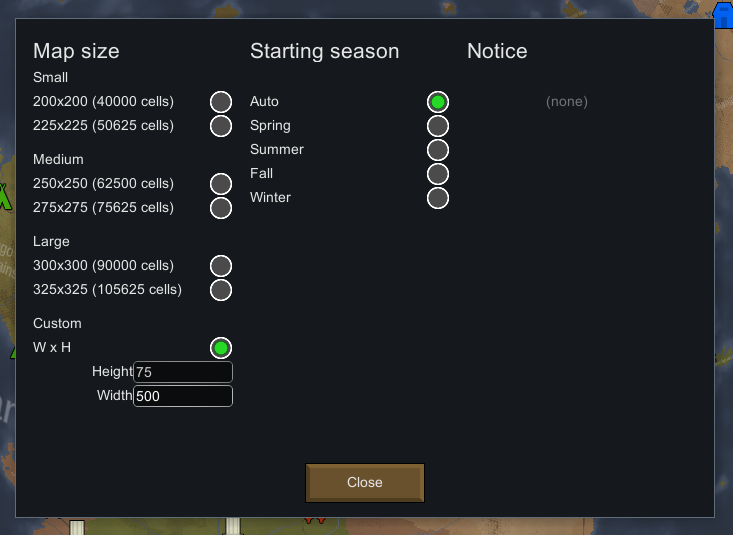 Map size
Small
200x200 (40000 cells)
225x225 (50625 cells)
Medium
250x250 (62500 cells)
275x275 (75625 cells)
Large
300x300 (90000 cells)
325x325 (105625 cells)
Custom
W x H
Height 75
Width 500
Starting season
Auto
Spring
Summer
Fall
Winter
Notice
(none)
Close